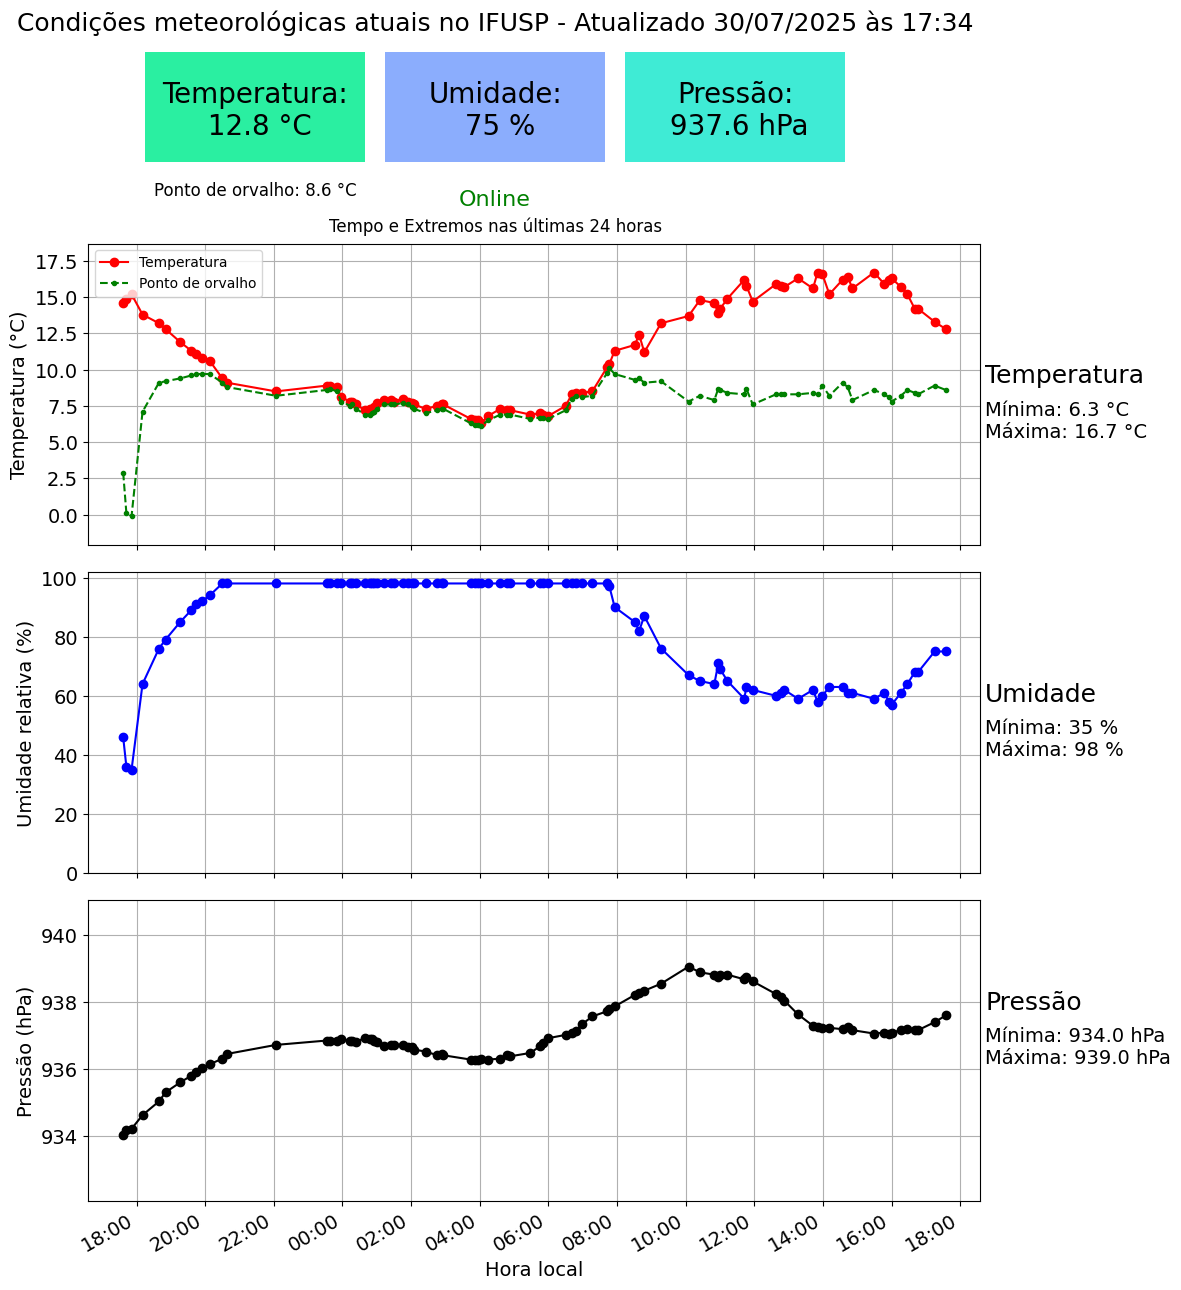 Condições meteorológicas atuais no IFUSP - Atualizado 30/07/2025 às 17:34
Temperatura:
12.8 °C
Umidade:
75 %
Pressão:
937.6 hPa
Ponto de orvalho: 8.6 °C
Online
Tempo e Extremos nas últimas 24 horas
Temperatura
Ponto de orvalho
Temperatura (°C)
17.5
15.0
12.5
10.0
7.5
5.0
2.5
0.0
Temperatura
Mínima: 6.3 °C
Máxima: 16.7 °C
Umidade relativa (%)
100
80
60
40
20
0
Umidade
Mínima: 35 %
Máxima: 98 %
Pressão (hPa)
940
938
936
934
Pressão
Mínima: 934.0 hPa
Máxima: 939.0 hPa
18:00 20:00 22:00 00:00 02:00 04:00 06:00 08:00 10:00 12:00 14:00 16:00 18:00
Hora local